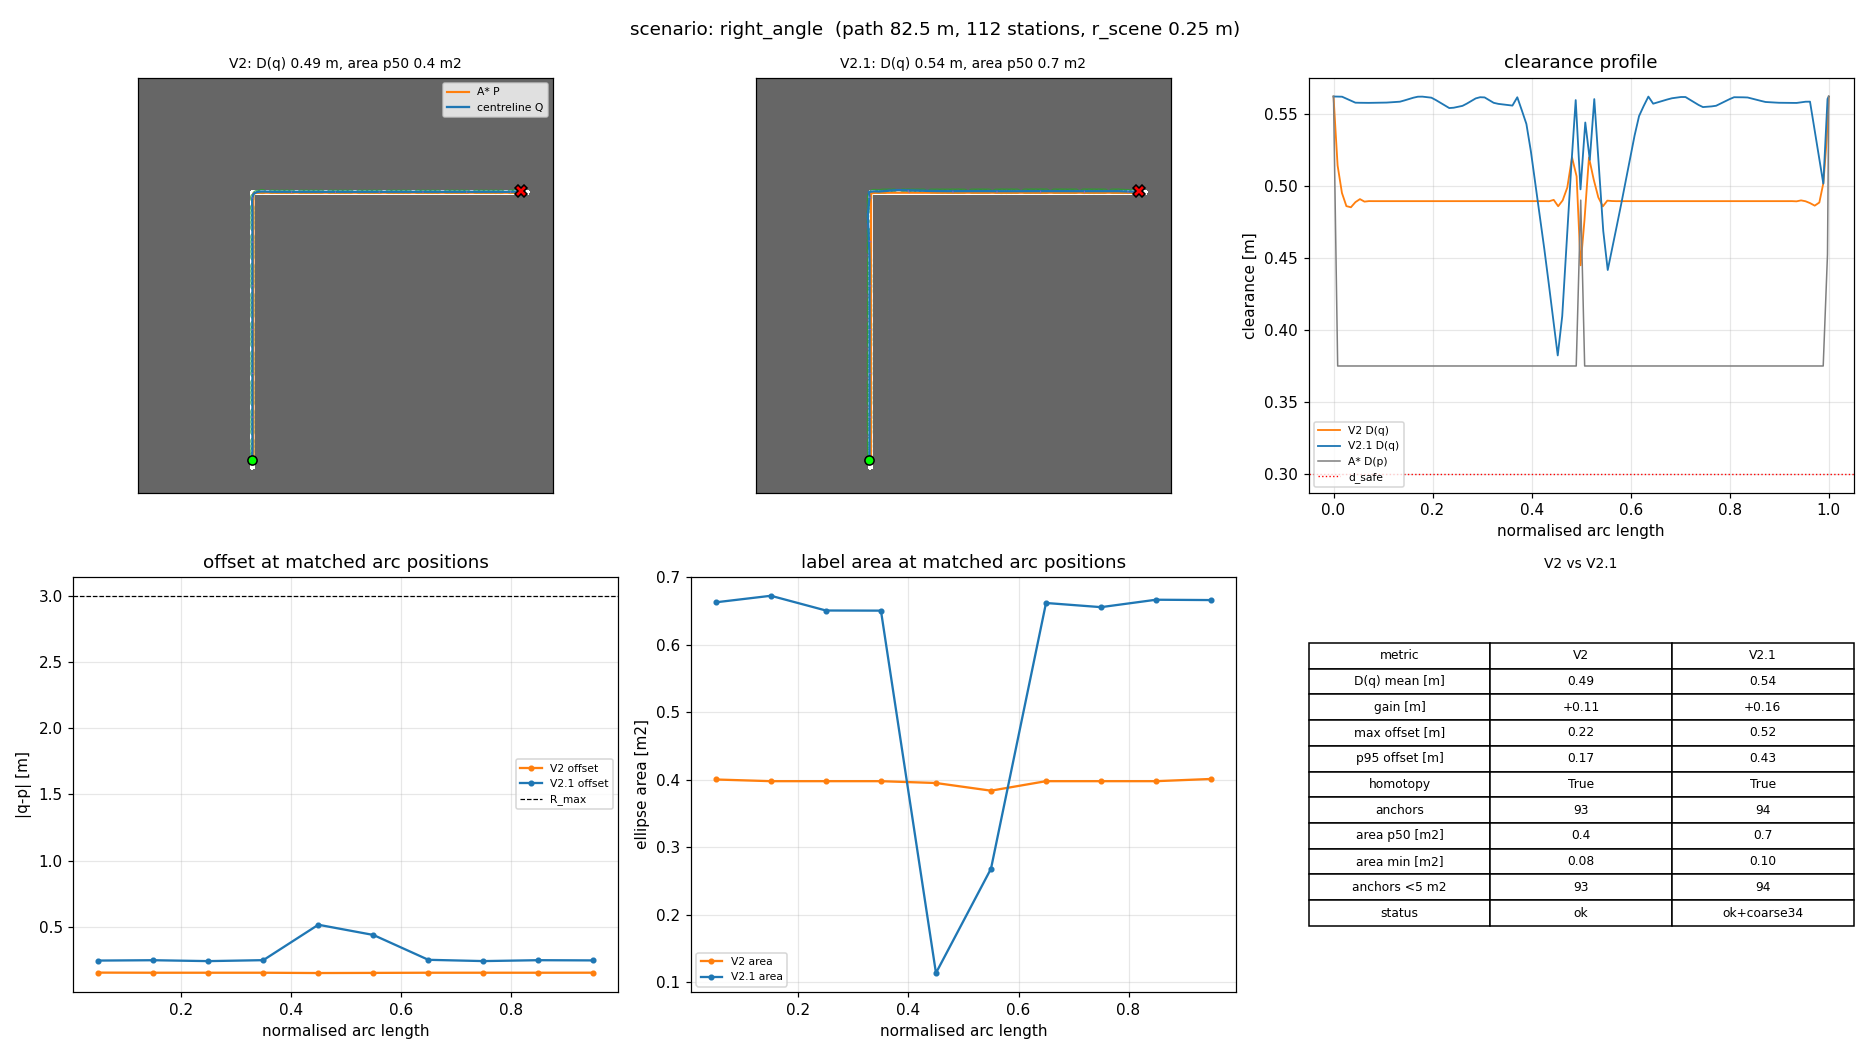 scenario: right_angle  (path 82.5 m, 112 stations, r_scene 0.25 m)
V2: D(q) 0.49 m, area p50 0.4 m2
A* P
centreline Q
V2.1: D(q) 0.54 m, area p50 0.7 m2
clearance profile
clearance [m]
0.55
0.50
0.45
0.40
0.35
0.30
V2 D(q)
V2.1 D(q)
A* D(p)
d_safe
0.0 0.2 0.4 0.6 0.8 1.0
normalised arc length
offset at matched arc positions
|q-p| [m]
3.0
2.5
2.0
1.5
1.0
0.5
V2 offset
V2.1 offset
R_max
0.2 0.4 0.6 0.8
normalised arc length
label area at matched arc positions
ellipse area [m2]
0.7
0.6
0.5
0.4
0.3
0.2
0.1
V2 area
V2.1 area
0.2 0.4 0.6 0.8
normalised arc length
V2 vs V2.1
metric V2 V2.1
D(q) mean [m] 0.49 0.54
gain [m] +0.11 +0.16
max offset [m] 0.22 0.52
p95 offset [m] 0.17 0.43
homotopy True True
anchors 93 94
area p50 [m2] 0.4 0.7
area min [m2] 0.08 0.10
anchors <5 m2 93 94
status ok ok+coarse34